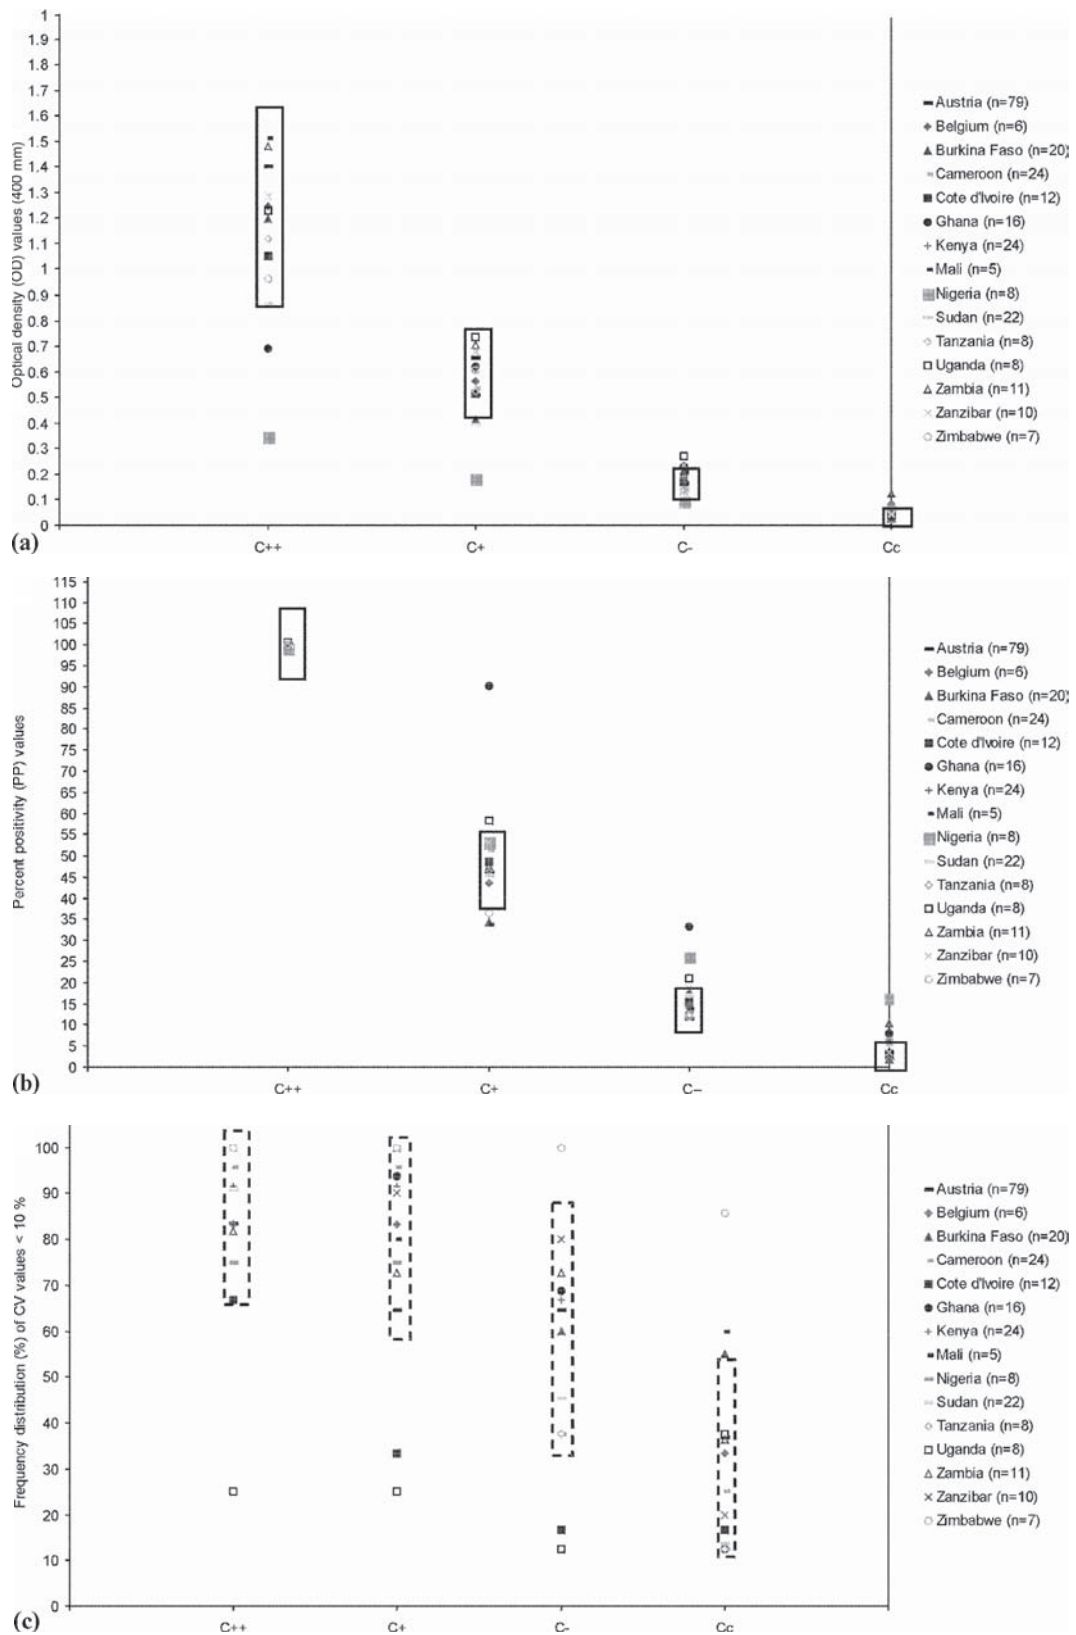 Optical density (OD) values (400 mm)
1
1.9
1.8
1.7
1.6
1.5
1.4
1.3
1.2
1.1
1
0.9
0.8
0.7
0.6
0.5
0.4
0.3
0.2
0.1
0
C++ C+ C- Cc
Austria (n=79)
Belgium (n=6)
Burkina Faso (n=20)
Cameroon (n=24)
Cote d'Ivoire (n=12)
Ghana (n=16)
Kenya (n=24)
Mali (n=5)
Nigeria (n=8)
Sudan (n=22)
Tanzania (n=8)
Uganda (n=8)
Zambia (n=11)
Zanzibar (n=10)
Zimbabwe (n=7)
(a)
Percent positivity (PP) values
115
110
105
100
95
90
85
80
75
70
65
60
55
50
45
40
35
30
25
20
15
10
5
0
C++ C+ C– Cc
Austria (n=79)
Belgium (n=6)
Burkina Faso (n=20)
Cameroon (n=24)
Cote d'Ivoire (n=12)
Ghana (n=16)
Kenya (n=24)
Mali (n=5)
Nigeria (n=8)
Sudan (n=22)
Tanzania (n=8)
Uganda (n=8)
Zambia (n=11)
Zanzibar (n=10)
Zimbabwe (n=7)
(b)
Frequency distribution (%) of CV values < 10 %
100
90
80
70
60
50
40
30
20
10
0
C++ C+ C- Cc
Austria (n=79)
Belgium (n=6)
Burkina Faso (n=20)
Cameroon (n=24)
Cote d'Ivoire (n=12)
Ghana (n=16)
Kenya (n=24)
Mali (n=5)
Nigeria (n=8)
Sudan (n=22)
Tanzania (n=8)
Uganda (n=8)
Zambia (n=11)
Zanzibar (n=10)
Zimbabwe (n=7)
(c)